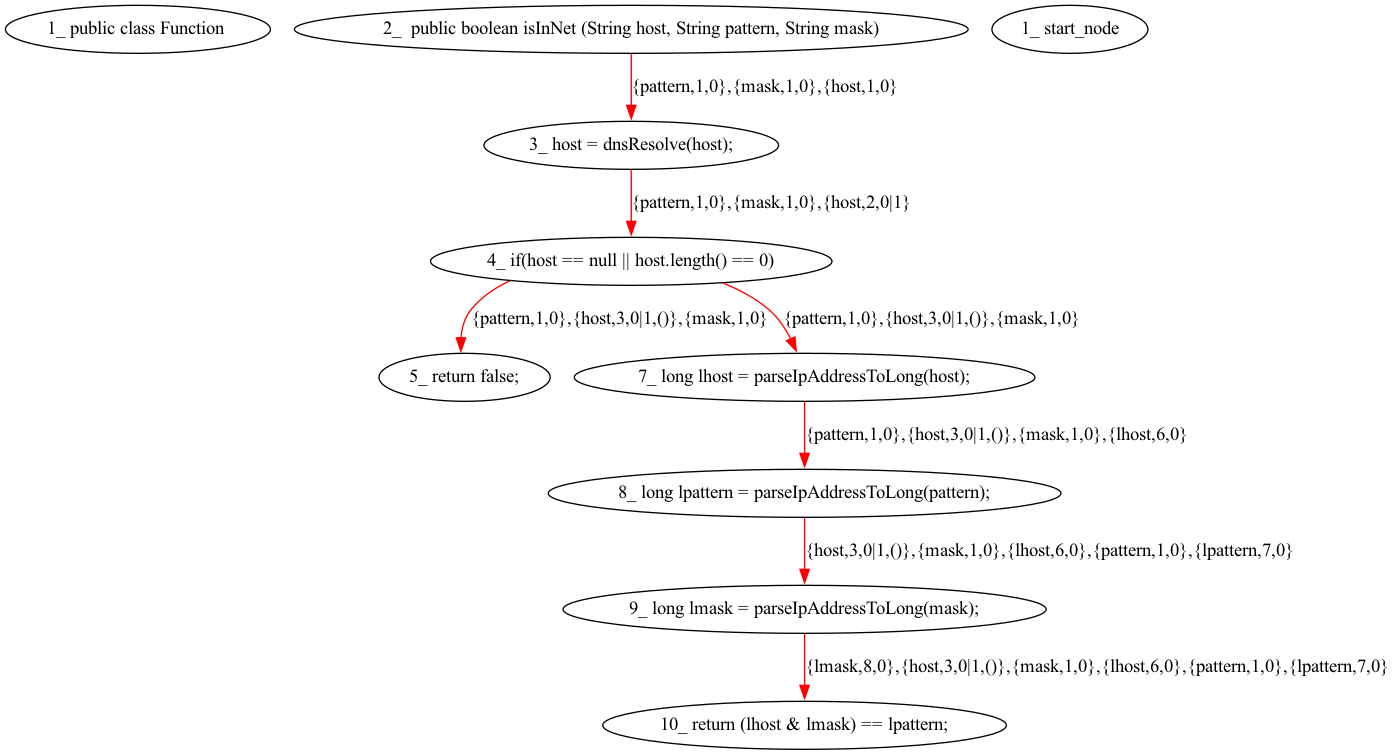 1_ public class Function
2_  public boolean isInNet (String host, String pattern, String mask)
1_ start_node
{pattern,1,0},{mask,1,0},{host,1,0}
3_ host = dnsResolve(host);
{pattern,1,0},{mask,1,0},{host,2,0|1}
4_ if(host == null || host.length() == 0)
{pattern,1,0},{host,3,0|1,()},{mask,1,0}
{pattern,1,0},{host,3,0|1,()},{mask,1,0}
5_ return false;
7_ long lhost = parseIpAddressToLong(host);
{pattern,1,0},{host,3,0|1,()},{mask,1,0},{lhost,6,0}
8_ long lpattern = parseIpAddressToLong(pattern);
{host,3,0|1,()},{mask,1,0},{lhost,6,0},{pattern,1,0},{lpattern,7,0}
9_ long lmask = parseIpAddressToLong(mask);
{lmask,8,0},{host,3,0|1,()},{mask,1,0},{lhost,6,0},{pattern,1,0},{lpattern,7,0}
10_ return (lhost & lmask) == lpattern;